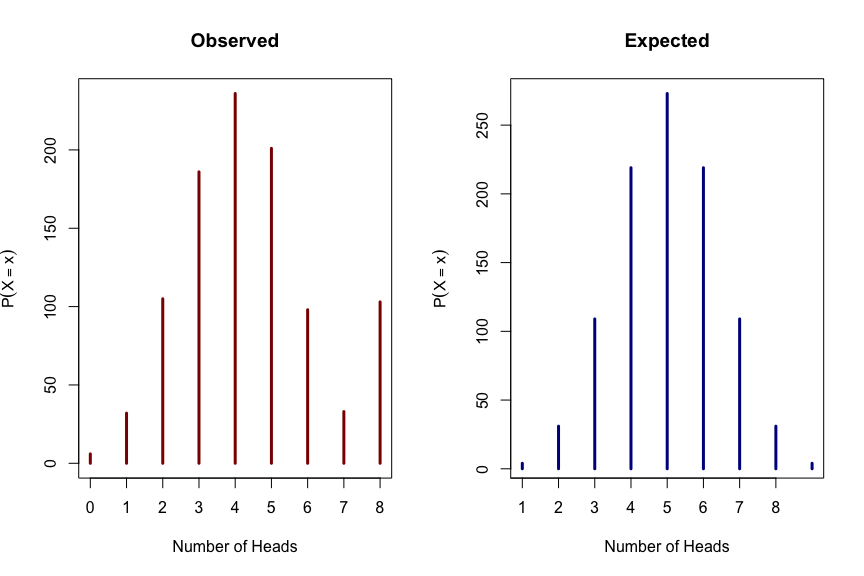 Observed
P(X = x)
200
150
100
50
0
0 1 2 3 4 5 6 7 8
Number of Heads
Expected
P(X = x)
250
200
150
100
50
0
1 2 3 4 5 6 7 8
Number of Heads